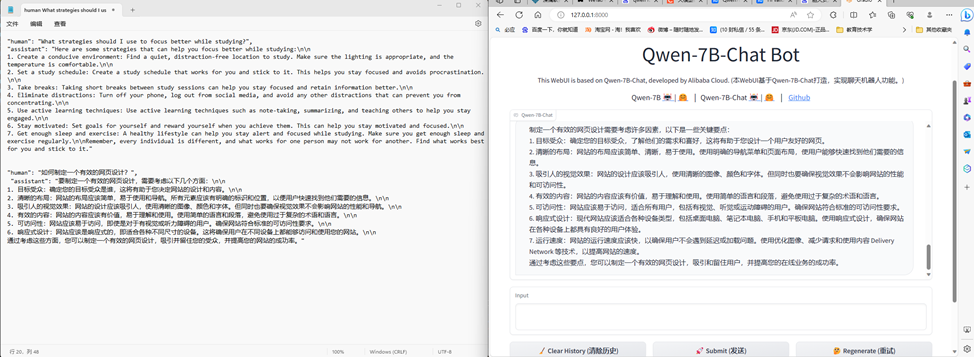 human What strategies should I us
文件 编辑 查看
"human": "What strategies should I use to focus better while studying?",
"assistant": "Here are some strategies that can help you focus better while studying:\n\n
1. Create a conducive environment: Find a quiet, distraction-free location to study. Make sure the lighting is appropriate, and the
temperature is comfortable.\n\n
2. Set a study schedule: Create a study schedule that works for you and stick to it. This helps you stay focused and avoids procrastination.
\n\n
3. Take breaks: Taking short breaks between study sessions can help you stay focused and retain information better.\n\n
4. Eliminate distractions: Turn off your phone, log out from social media, and avoid any other distractions that can prevent you from
concentrating.\n\n
5. Use active learning techniques: Use active learning techniques such as note-taking, summarizing, and teaching others to help you stay
engaged.\n\n
6. Stay motivated: Set goals for yourself and reward yourself when you achieve them. This can help you stay motivated and focused.\n\n
7. Get enough sleep and exercise: A healthy lifestyle can help you stay alert and focused while studying. Make sure you get enough sleep and
exercise regularly.\n\nRemember, every individual is different, and what works for one person may not work for another. Find what works best
for you and stick to it."
"human": "如何制定一个有效的网页设计? ",
"assistant": "要制定一个有效的网页设计, 需要考虑以下几个方面: \n\n
1. 目标受众: 确定您的目标受众是谁, 这将有助于您决定网站的设计和内容。\n\n
2. 清晰的布局: 网站的布局应该简单、清晰, 易于使用和导航。所有元素应该有明确的标识和位置, 以便用户快速找到他们需要的信息。\n\n
3. 吸引人的视觉效果: 网站的设计应该吸引人, 使用清晰的图像、颜色和字体。但同时也要确保视觉效果不会影响网站的性能和导航。\n\n
4. 有效的内容: 网站的内容应该有价值, 易于理解和使用。使用简单的语言和段落, 避免使用过于复杂的术语和语言。\n\n
5. 可访问性: 网站应该易于访问, 即使是对于有视觉或听力障碍的用户。确保网站符合标准的可访问性要求。\n\n
6. 响应式设计: 网站应该是响应式的, 即适合各种不同尺寸的设备。这将确保用户在不同设备上都能够访问和使用您的网站。\n\n
通过考虑这些方面, 您可以制定一个有效的网页设计, 吸引并留住您的受众, 并提高您的网站的成功率。"
行 20, 列 48 100% Windows (CRLF) UTF-8
127.0.0.1:8000
必应 百度一下, 你就知道 淘宝网 - 淘! 我喜欢 微博 – 随时随地发... 京东(JD.COM)-正品... 教育技术学 其他收藏夹
Qwen-7B-Chat Bot
This WebUI is based on Qwen-7B-Chat, developed by Alibaba Cloud. (本WebUI基于Qwen-7B-Chat打造, 实现聊天机器人功能。)
Qwen-7B | Qwen-7B-Chat | Github
Qwen-7B-Chat
制定一个有效的网页设计需要考虑许多因素, 以下是一些关键要点:
1. 目标受众: 确定您的目标受众, 了解他们的需求和喜好, 这将有助于您设计一个用户友好的网页。
2. 清晰的布局: 网站的布局应该简单、清晰, 易于使用。使用明确的导航菜单和页面布局, 使用户能够快速找到他们需要的信
息。
3. 吸引人的视觉效果: 网站的设计应该吸引人, 使用清晰的图像、颜色和字体。但同时也要确保视觉效果不会影响网站的性能
和可访问性。
4. 有效的内容: 网站的内容应该有价值, 易于理解和使用。使用简单的语言和段落, 避免使用过于复杂的术语和语言。
5. 可访问性: 网站应该易于访问, 适合所有用户, 包括有视觉、听觉或运动障碍的用户。确保网站符合标准的可访问性要求。
6. 响应式设计: 现代网站应该适合各种设备类型, 包括桌面电脑、笔记本电脑、手机和平板电脑。使用响应式设计, 确保网站
在各种设备上都具有良好的用户体验。
7. 运行速度: 网站的运行速度应该快, 以确保用户不会遇到延迟或加载问题。使用优化图像、减少请求和使用内容 Delivery
Network 等技术, 以提高网站的速度。
通过考虑这些要点, 您可以制定一个有效的网页设计, 吸引和留住用户, 并提高您的在线业务的成功率。
Input
Clear History (清除历史) Submit (发送) Regenerate (重试)